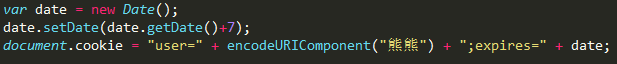 var date = new Date();
date.setDate(date.getDate()+7);
document.cookie = "user=" + encodeURIComponent("熊熊") + ";expires=" + date;